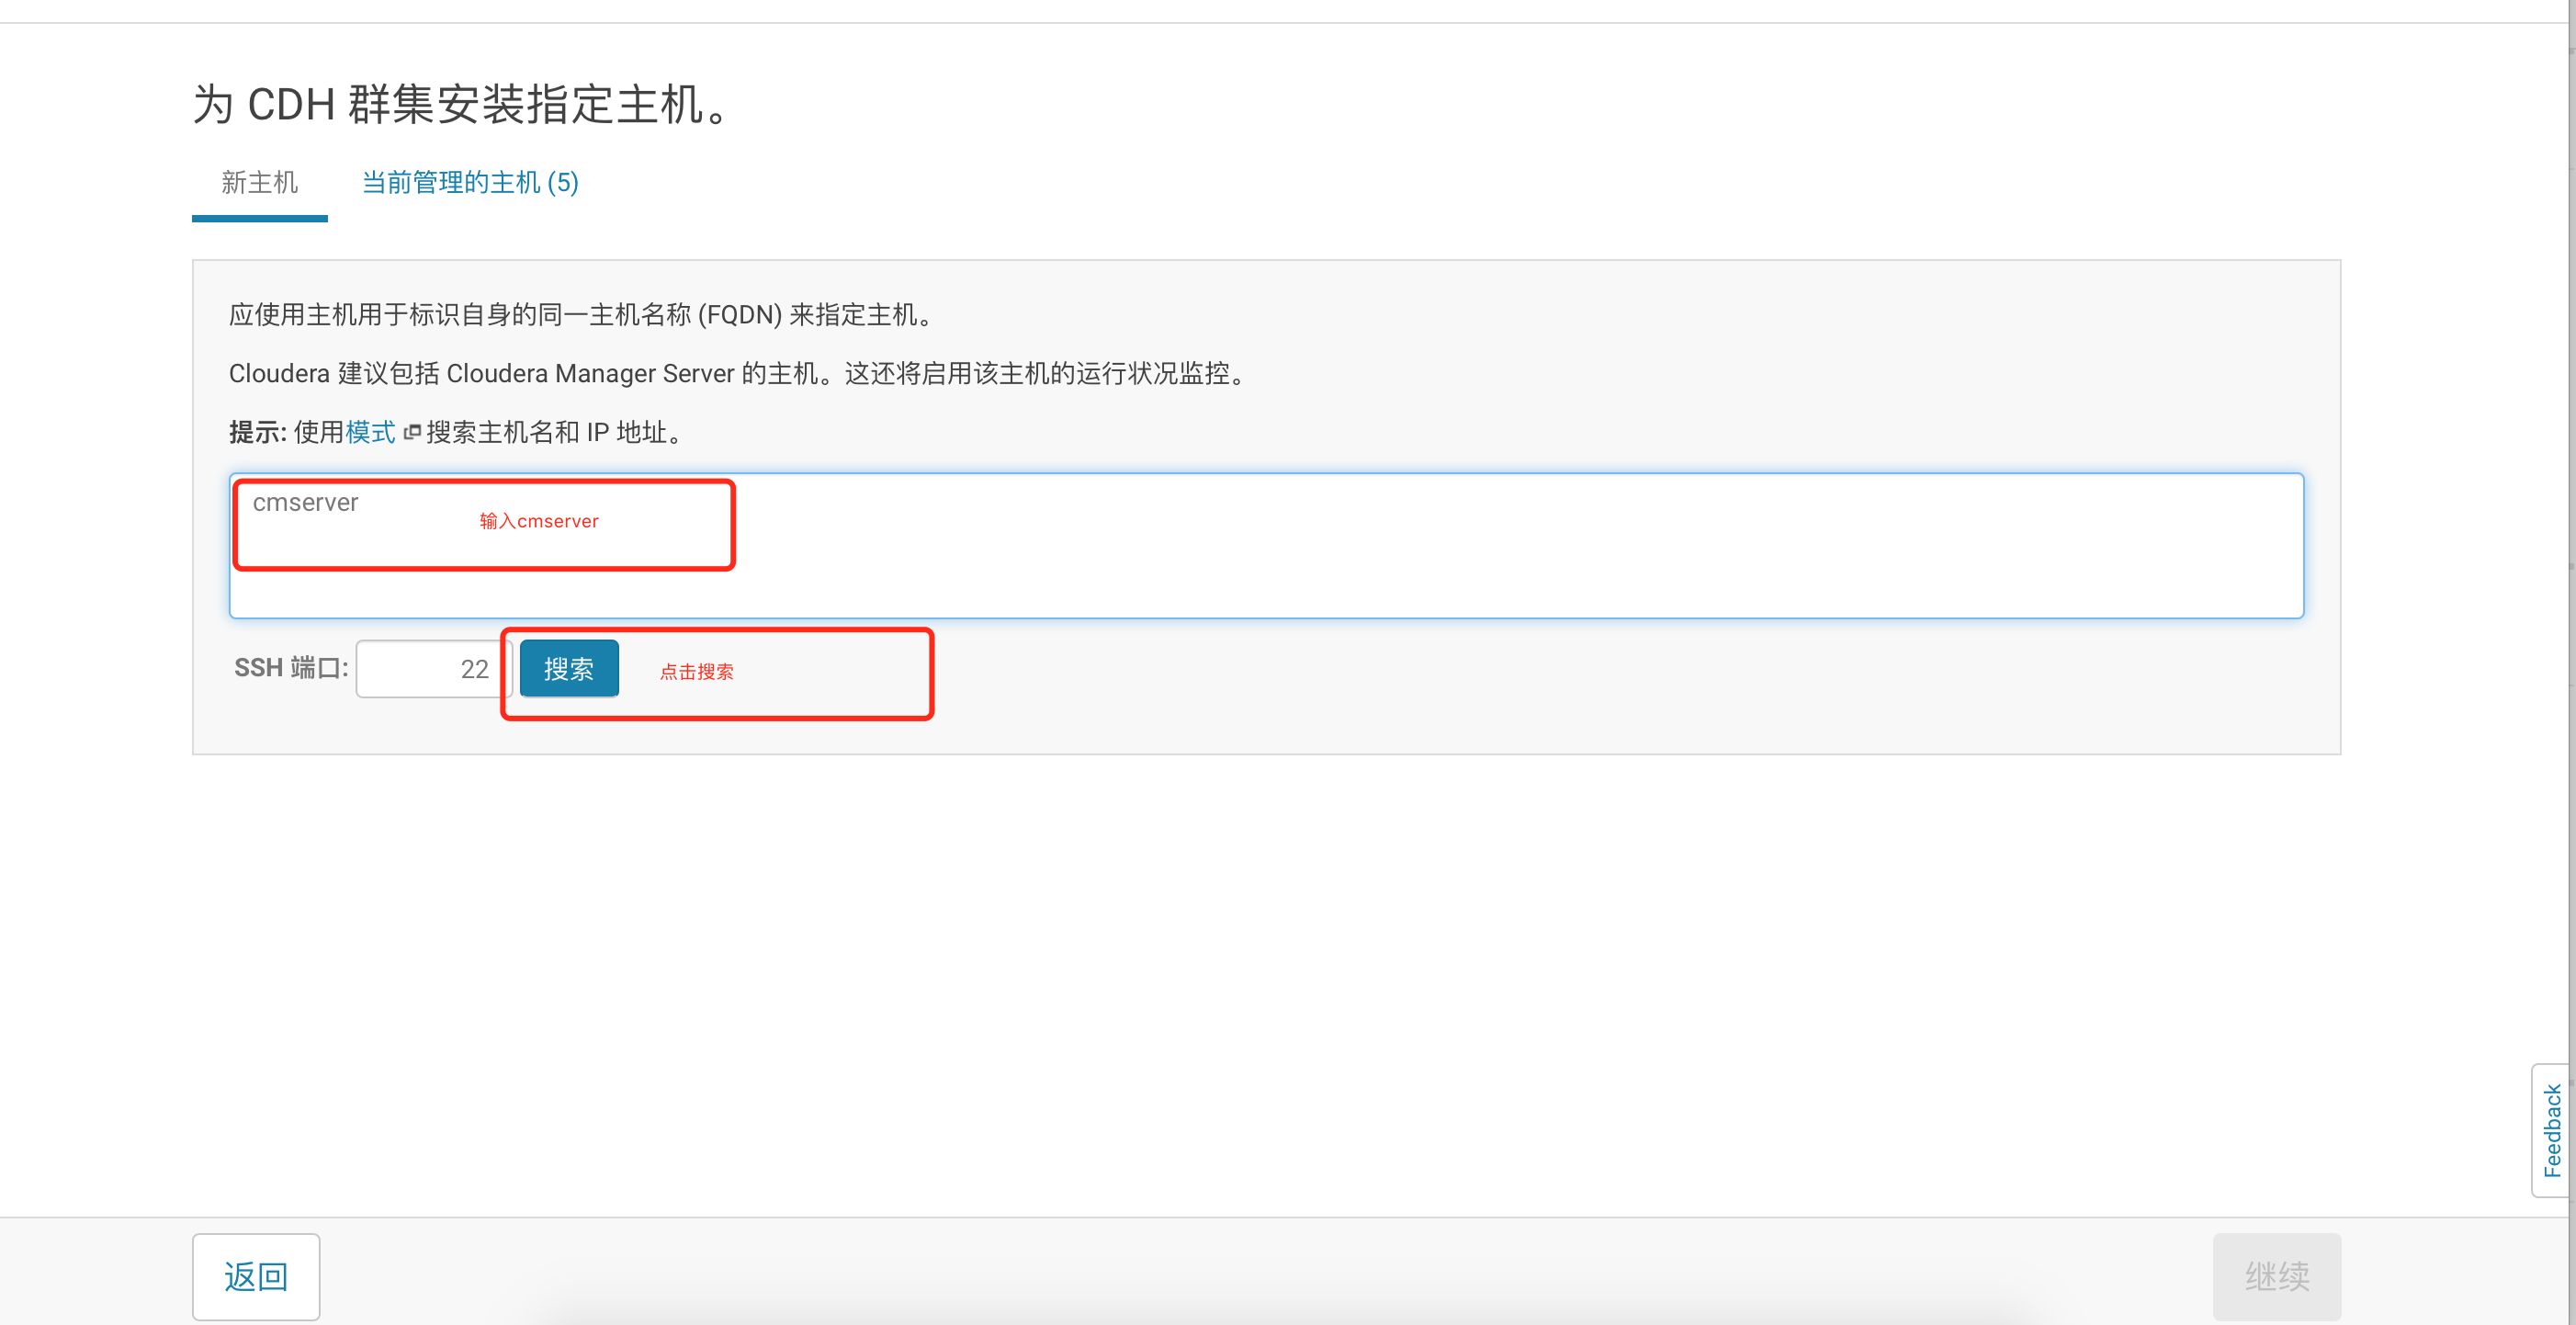 为 CDH 群集安装指定主机。
新主机 当前管理的主机 (5)
应使用主机用于标识自身的同一主机名称 (FQDN) 来指定主机。
Cloudera 建议包括 Cloudera Manager Server 的主机。这还将启用该主机的运行状况监控。
提示: 使用模式 搜索主机名和 IP 地址。
cmserver
输入cmserver
SSH 端口: 22 搜索 点击搜索
Feedback
返回 继续